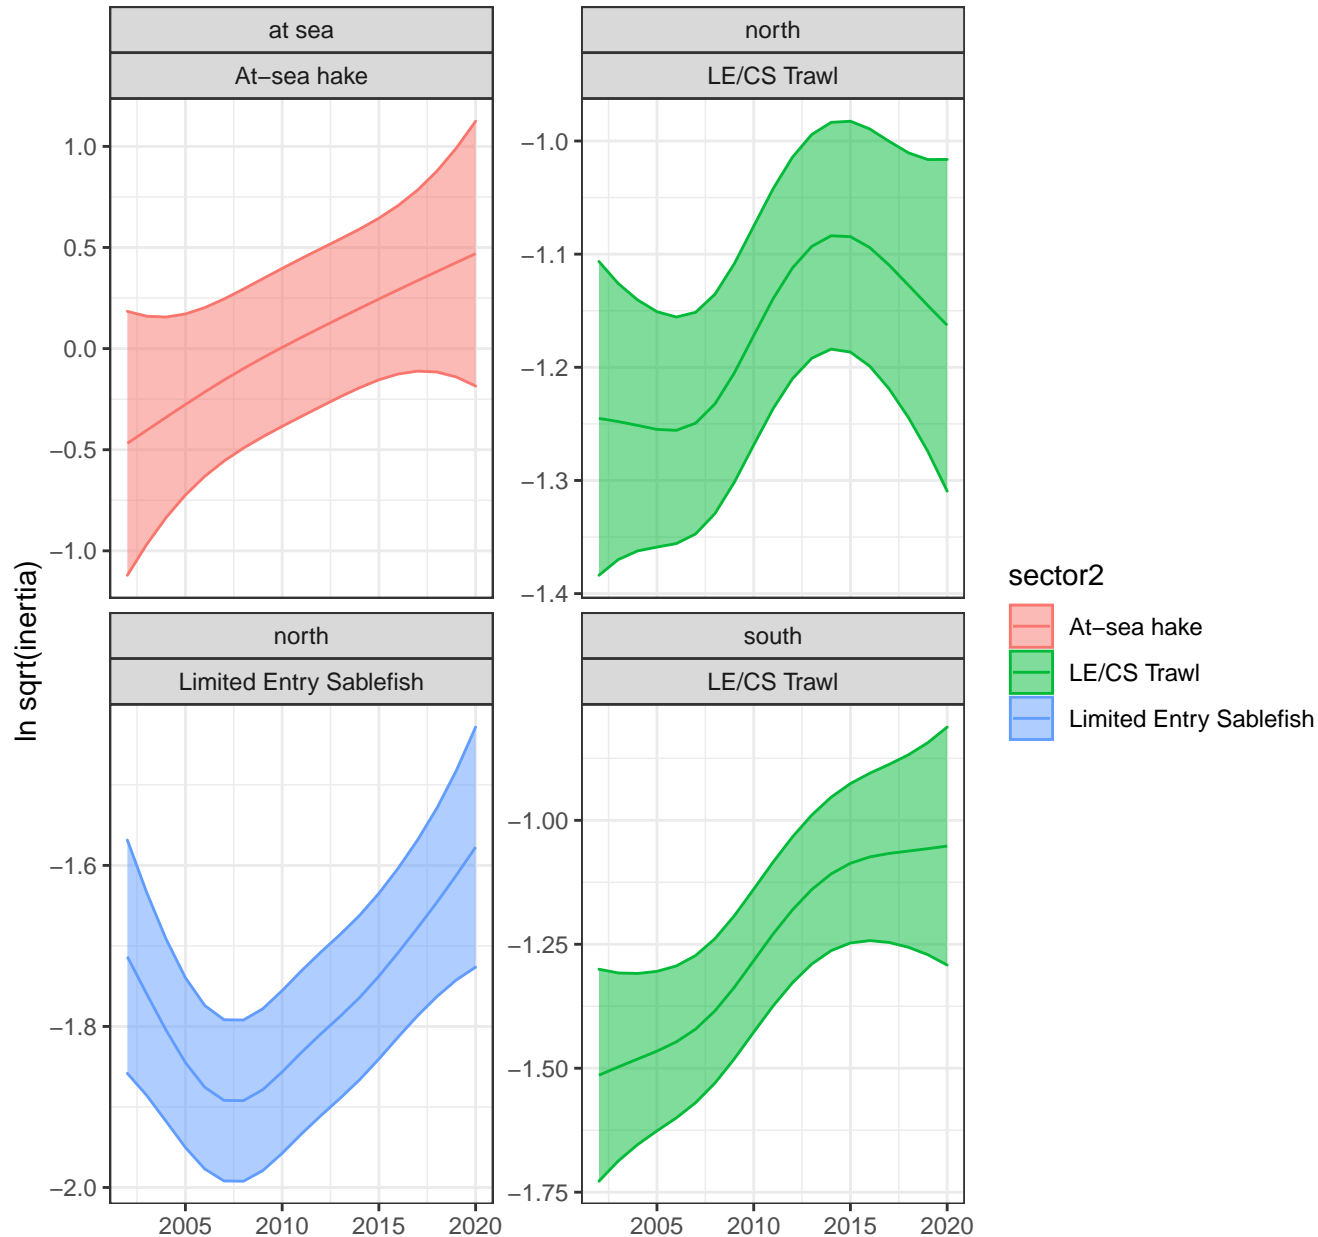 at sea
At−sea hake
1.0
0.5
0.0
−0.5
−1.0
north
LE/CS Trawl
−1.0
−1.1
−1.2
−1.3
−1.4
north
Limited Entry Sablefish
−1.6
−1.8
−2.0
2005 2010 2015 2020
south
LE/CS Trawl
−1.00
−1.25
−1.50
−1.75
2005 2010 2015 2020
ln sqrt(inertia)
sector2
At−sea hake
LE/CS Trawl
Limited Entry Sablefish